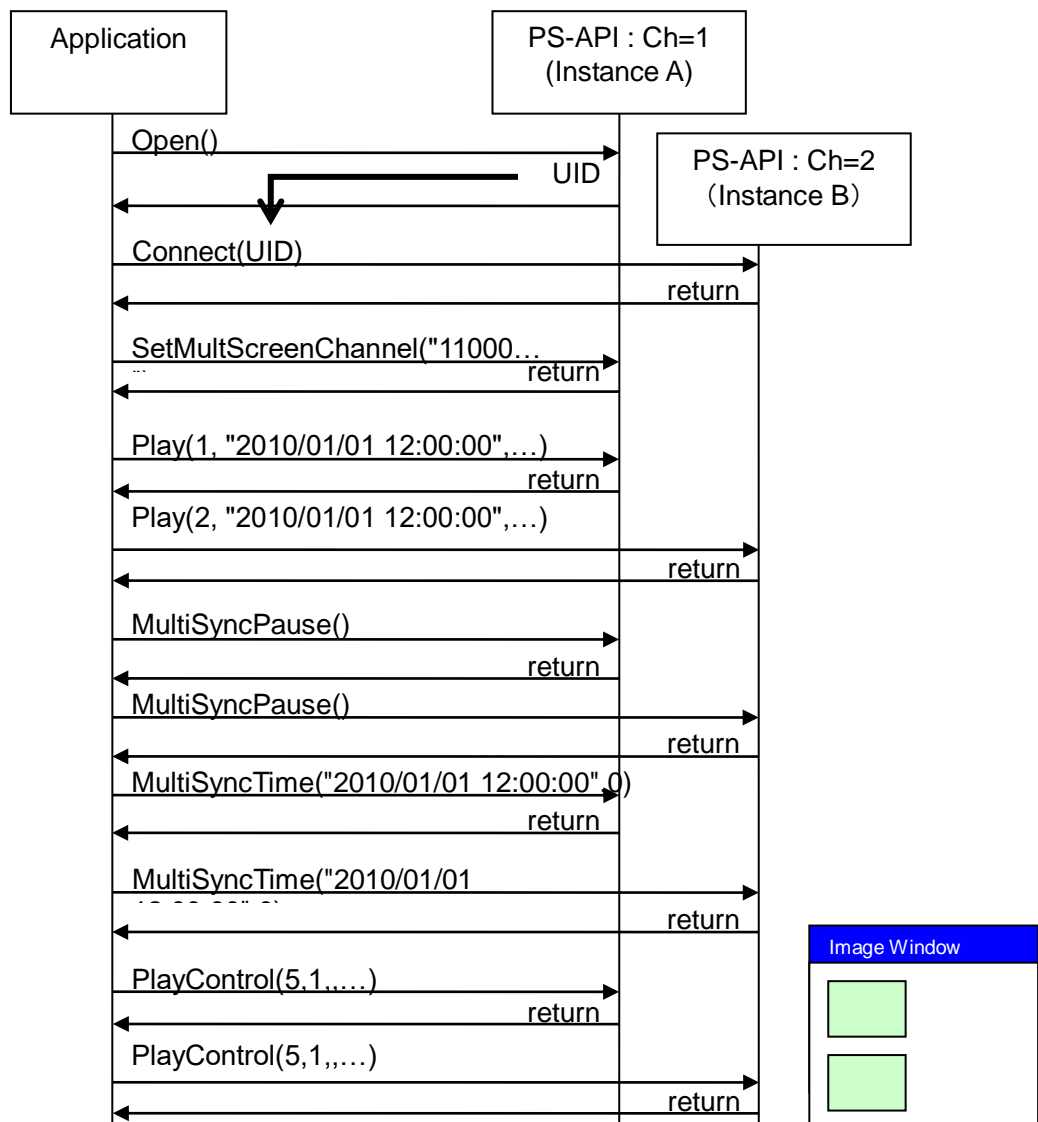 Application
PS-API : Ch=1
(Instance A)
Open()
UID
PS-API : Ch=2
（Instance B）
Connect(UID)
return
SetMultScreenChannel("11000…
return
Play(1, "2010/01/01 12:00:00",…)
return
Play(2, "2010/01/01 12:00:00",…)
return
MultiSyncPause()
return
MultiSyncPause()
return
MultiSyncTime("2010/01/01 12:00:00",0)
return
MultiSyncTime("2010/01/01
return
Image Window
PlayControl(5,1,,…)
return
PlayControl(5,1,,…)
return